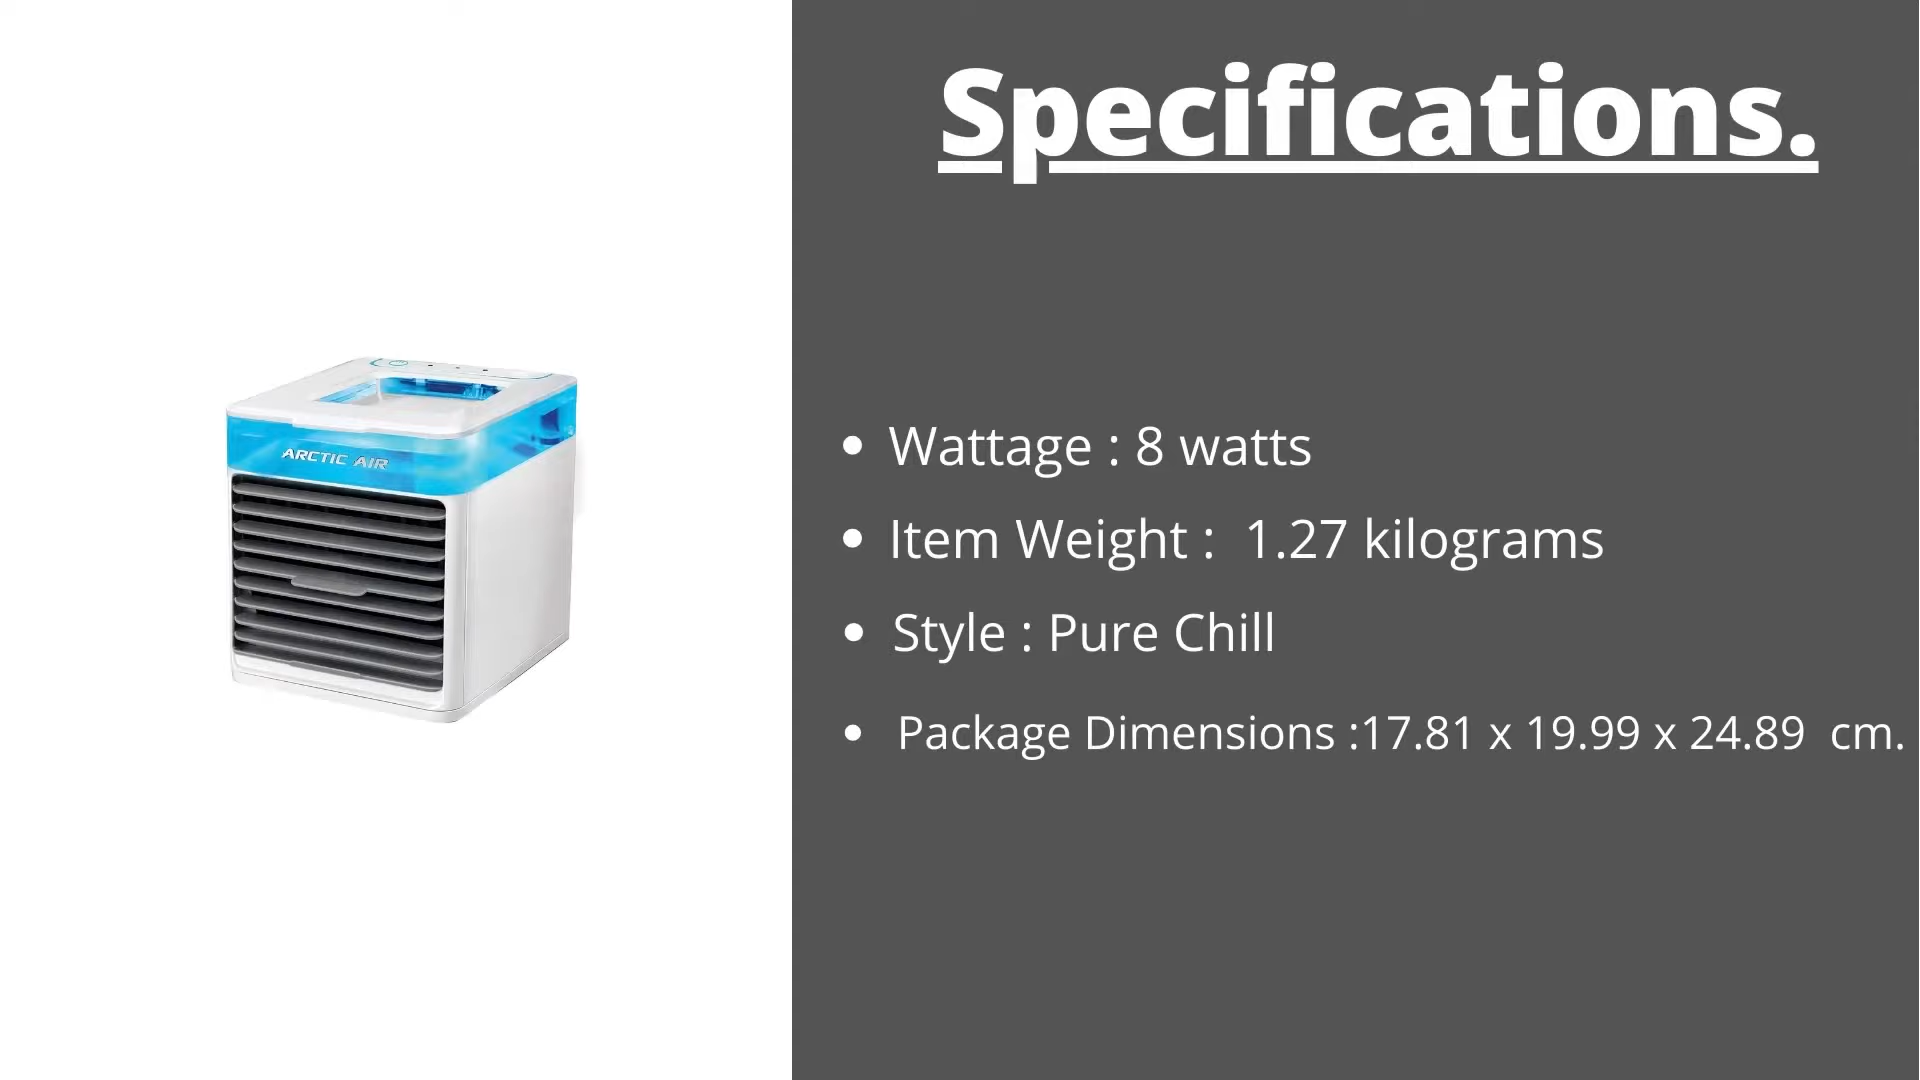 Specifications.
ARCTIC AIR
Wattage : 8 watts
Item Weight : 1.27 kilograms
Style : Pure Chill
Package Dimensions :17.81 x 19.99 x 24.89 cm.